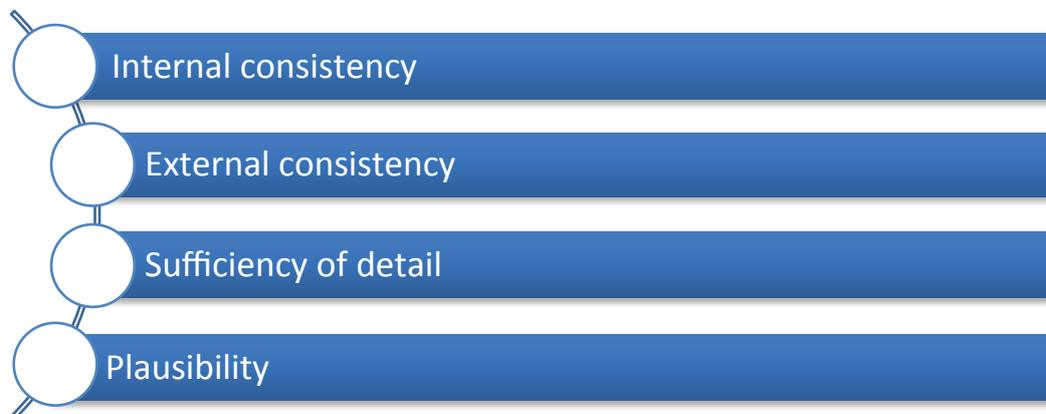 Internal consistency
External consistency
Sufficiency of detail
Plausibility